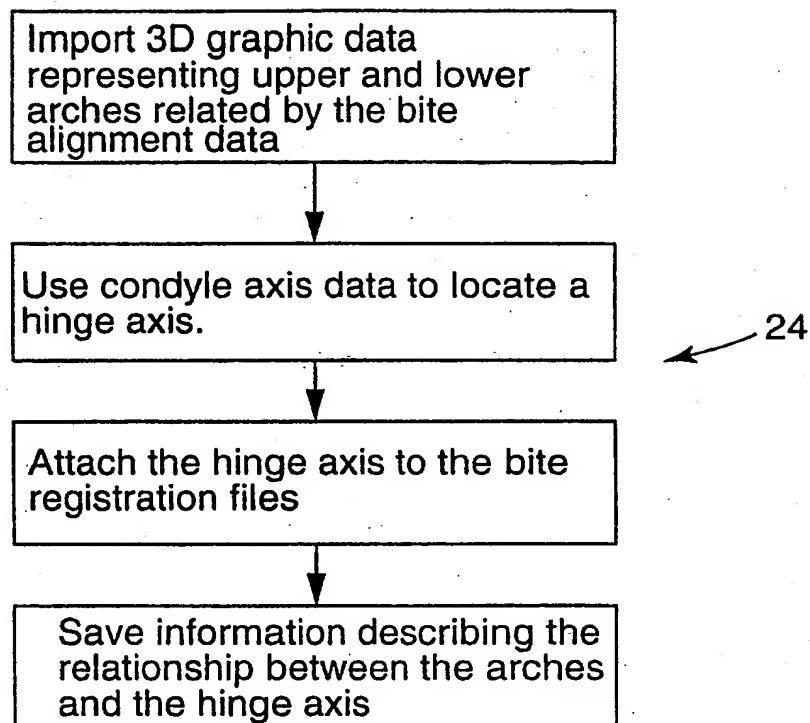 Import 3D graphic data
representing upper and lower
arches related by the bite
alignment data
Use condyle axis data to locate a
hinge axis.
24
Attach the hinge axis to the bite
registration files
Save information describing the
relationship between the arches
and the hinge axis